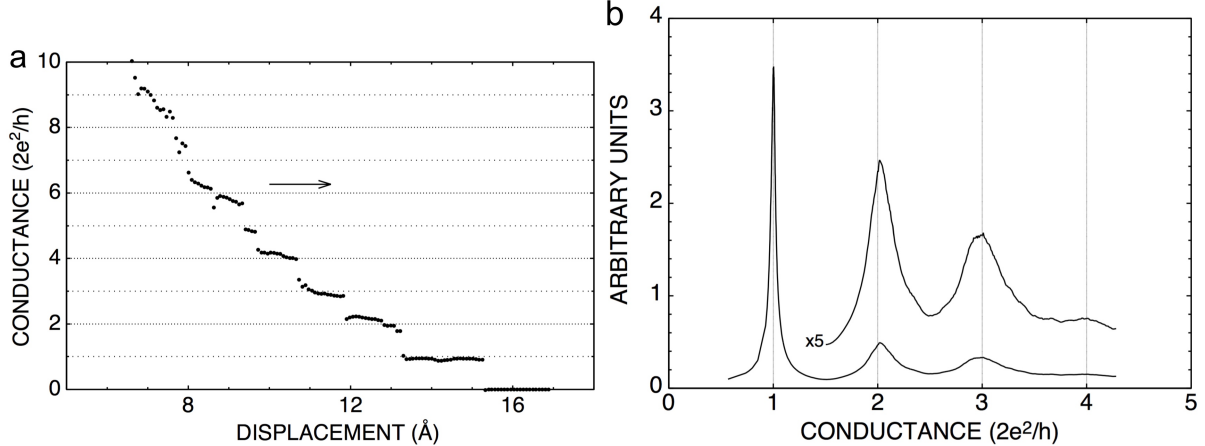 a
10
8
6
4
2
0
CONDUCTANCE (2e²/h)
8 12 16
DISPLACEMENT (Å)
b
4
3
2
1
0
ARBITRARY UNITS
x5
0 1 2 3 4 5
CONDUCTANCE (2e²/h)